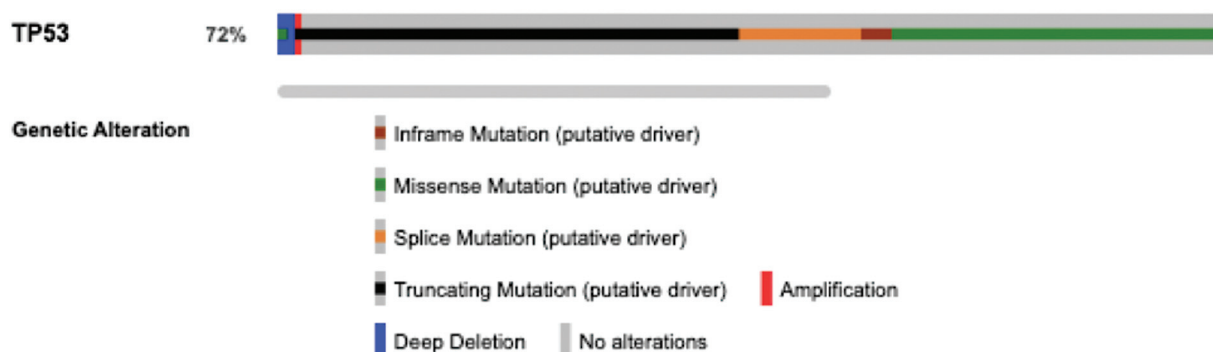 TP53 72%
Genetic Alteration
Inframe Mutation (putative driver)
Missense Mutation (putative driver)
Splice Mutation (putative driver)
Truncating Mutation (putative driver) Amplification
Deep Deletion No alterations